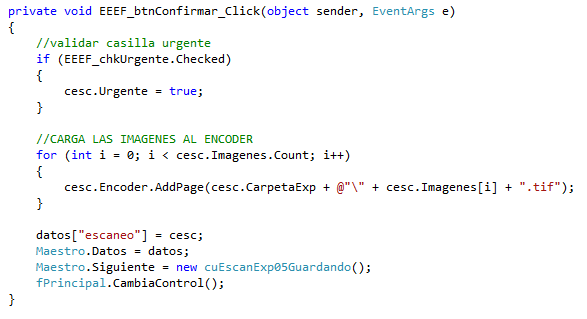 private void EEEF_btnConfirmar_Click(object sender, EventArgs e)
{
    //validar casilla urgente
    if (EEEF_chkUrgente.Checked)
    {
        cesc.Urgente = true;
    }

    //CARGA LAS IMAGENES AL ENCODER
    for (int i = 0; i < cesc.Imagenes.Count; i++)
    {
        cesc.Encoder.AddPage(cesc.CarpetaExp + @"\" + cesc.Imagenes[i] + ".tif");
    }

    datos["escaneo"] = cesc;
    Maestro.Datos = datos;
    Maestro.Siguiente = new cuEscanExp05Guardando();
    fPrincipal.CambiaControl();
}